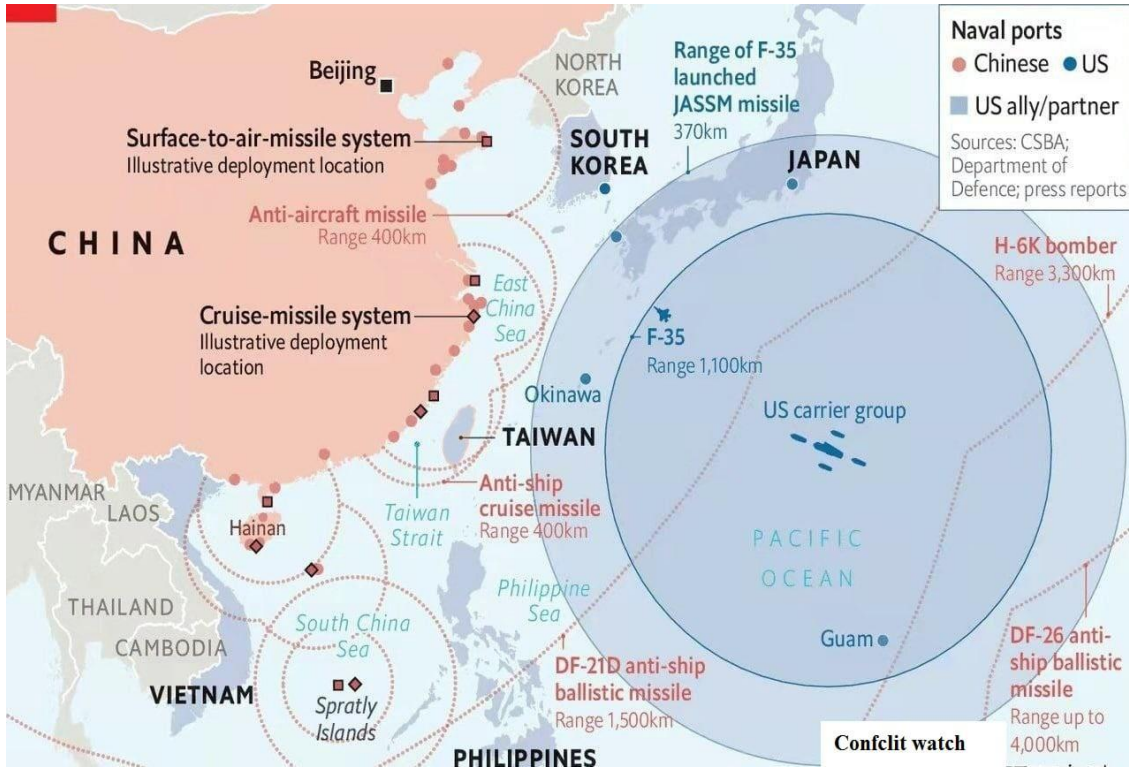 Naval ports
Chinese US
US ally/partner
Sources: CSBA;
Department of
Defence; press reports
Beijing
NORTH
KOREA
Range of F-35
launched
JASSM missile
370km
Surface-to-air-missile system
Illustrative deployment location
SOUTH
KOREA
JAPAN
Anti-aircraft missile
Range 400km
CHINA
H-6K bomber
Range 3,300km
East
China
Sea
Cruise-missile system
Illustrative deployment
location
F-35
Range 1,100km
Okinawa
US carrier group
TAIWAN
MYANMAR
LAOS
Hainan
Taiwan
Strait
Anti-ship
cruise missile
Range 400km
PACIFIC
OCEAN
Philippine
Sea
THAILAND
CAMBODIA
South China
Sea
Guam
VIETNAM
Spratly
Islands
DF-21D anti-ship
ballistic missile
Range 1,500km
DF-26 anti-
ship ballistic
missile
Range up to
4,000km
PHILIPPINES
Confclit watch